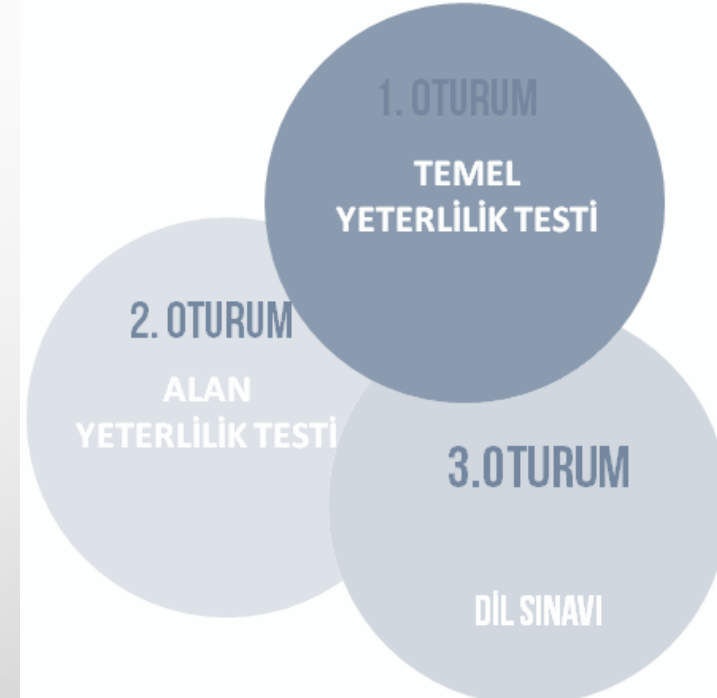 1. OTURUM
TEMEL
YETERLİLİK TESTİ
2. OTURUM
ALAN
YETERLİLİK TESTİ
3.OTURUM
DİL SINAVI